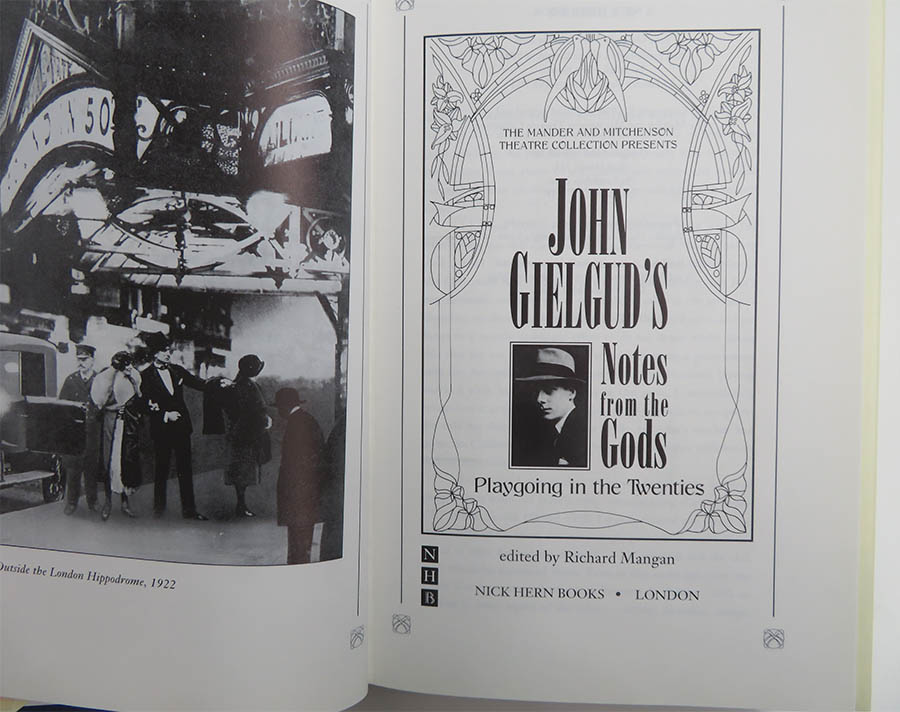 Outside the London Hippodrome, 1922
THE MANDER AND MITCHENSON
THEATRE COLLECTION PRESENTS
JOHN
GIELGUD'S
Notes
from the
Gods
Playgoing in the Twenties
edited by Richard Mangan
N
H
B
NICK HERN BOOKS • LONDON